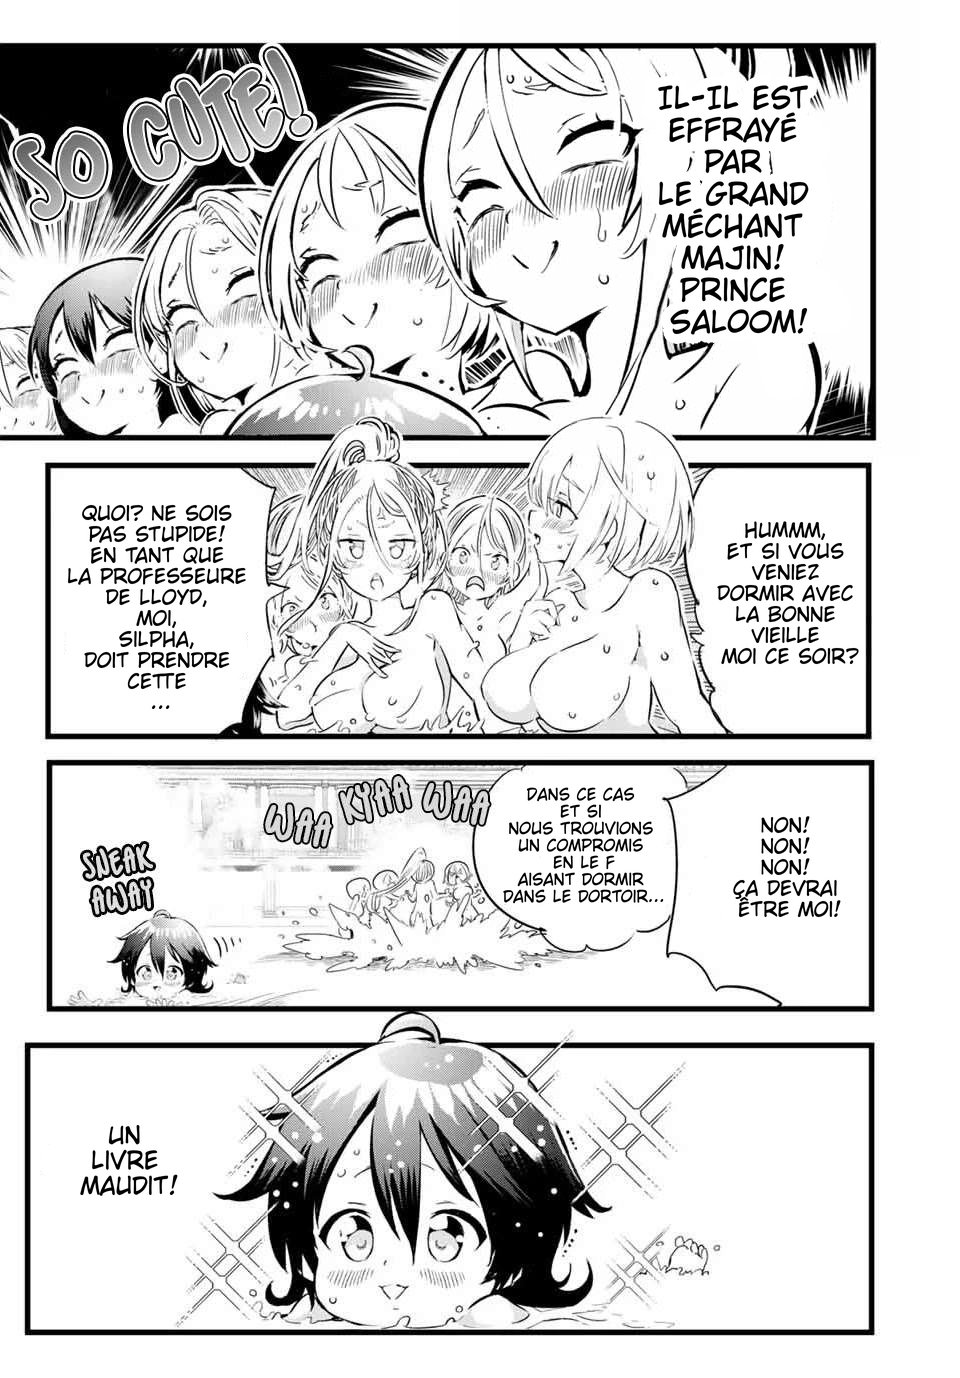 IL-IL EST
EFFRAYÉ
PAR
LE GRAND
MÉCHANT
MAJIN!
PRINCE
SALOOM!
SO CUTE!
HUMMM,
ET SI VOUS
VENIEZ
DORMIR AVEC
LA BONNE
VIEILLE
MOI CE SOIR?
QUOI? NE SOIS
PAS STUPIDE!
EN TANT QUE
LA PROFESSEURE
DE LLOYD,
MOI,
SILPHA,
DOIT PRENDRE
CETTE
...
NON!
NON!
NON!
ÇA DEVRAI
ÊTRE MOI!
DANS CE CAS
ET SI
NOUS TROUVIONS
UN COMPROMIS
EN LE F
AISANT DORMIR
DANS LE DORTOIR...
WAA KYAA WAA
SNEAK
AWAY
UN
LIVRE
MAUDIT!